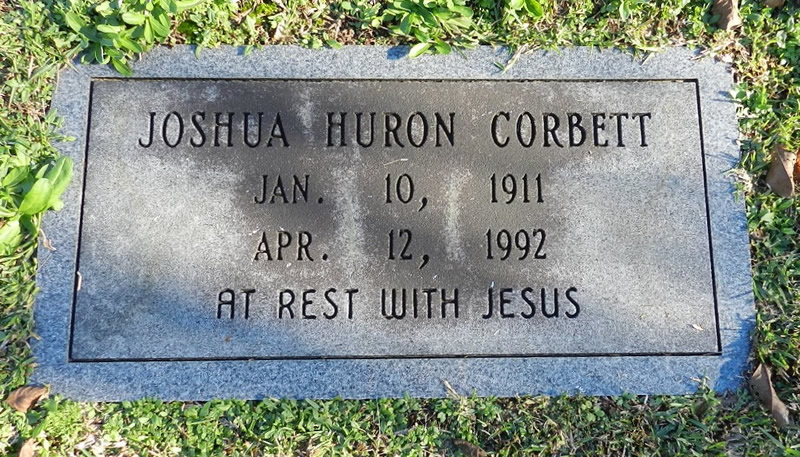 JOSHUA HURON CORBETT
JAN. 10, 1911
APR. 12, 1992
AT REST WITH JESUS